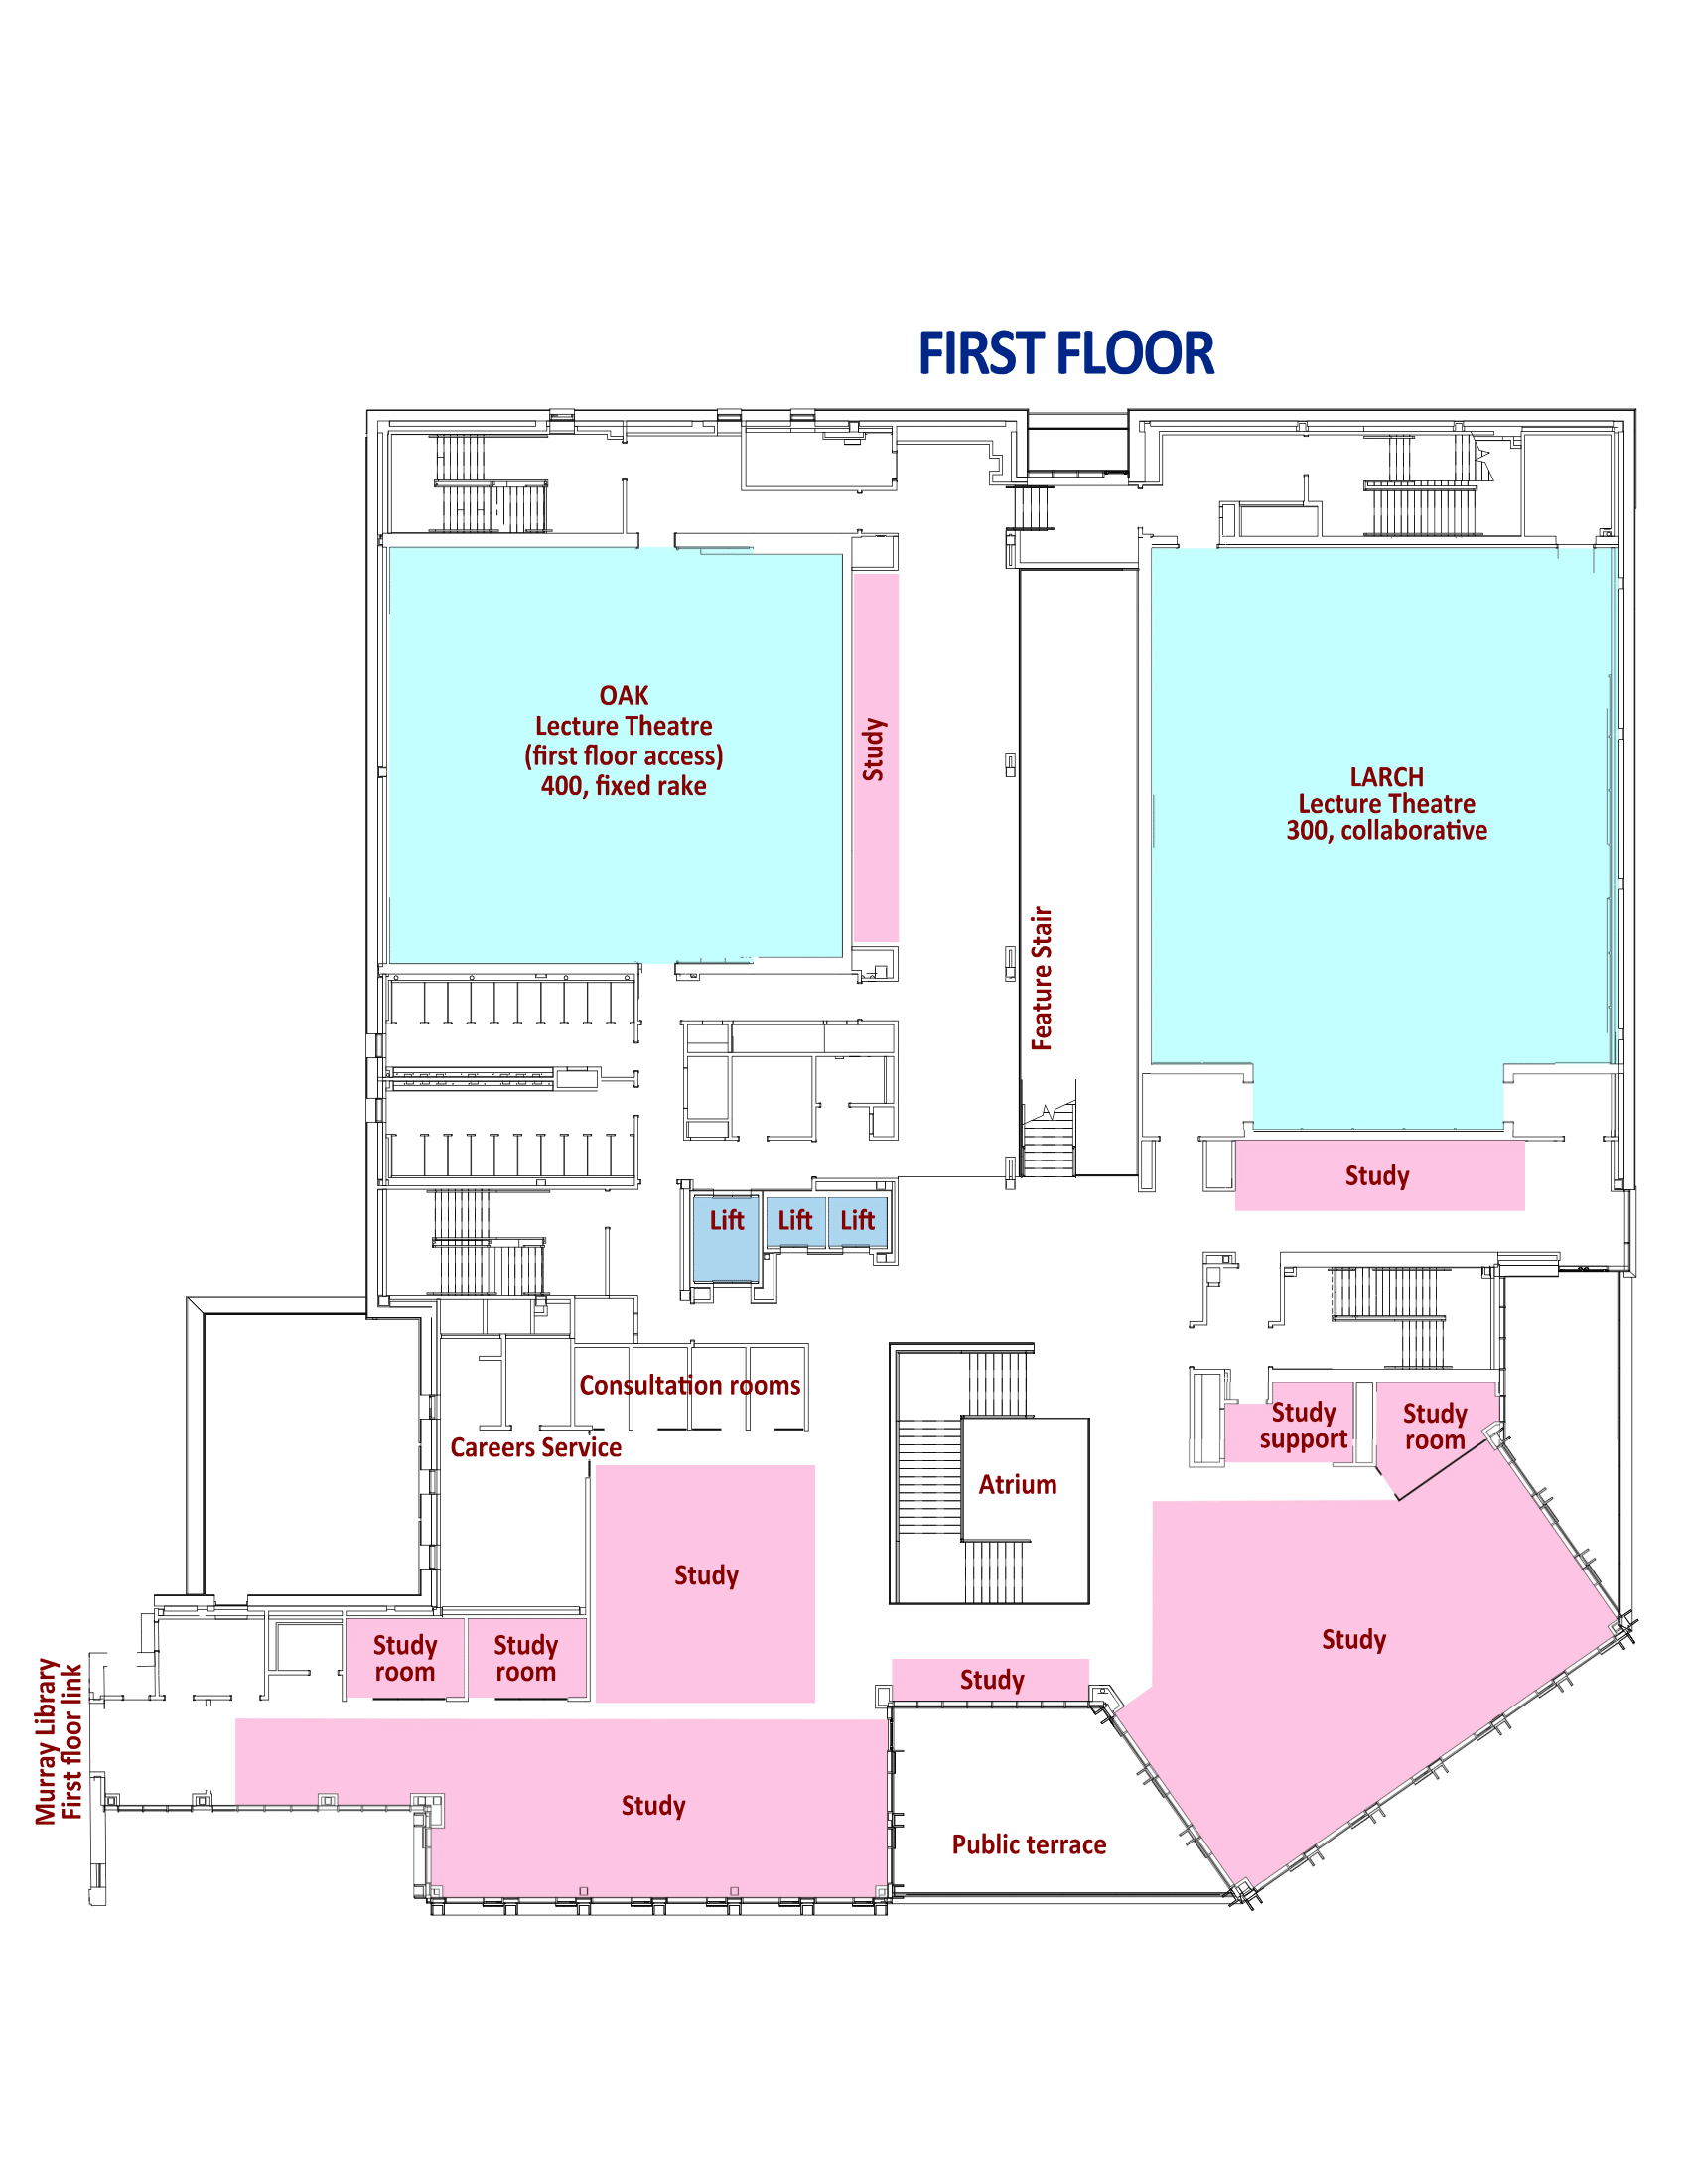 FIRST FLOOR
OAK
Lecture Theatre
(first floor access)
400, fixed rake
Study
LARCH
Lecture Theatre
300, collaborative
Feature Stair
Study
Lift
Lift
Lift
Consultation rooms
Careers Service
Atrium
Study
support
Study
room
Study
Study
room
Study
room
Study
Study
Murray Library
First floor link
Study
Public terrace